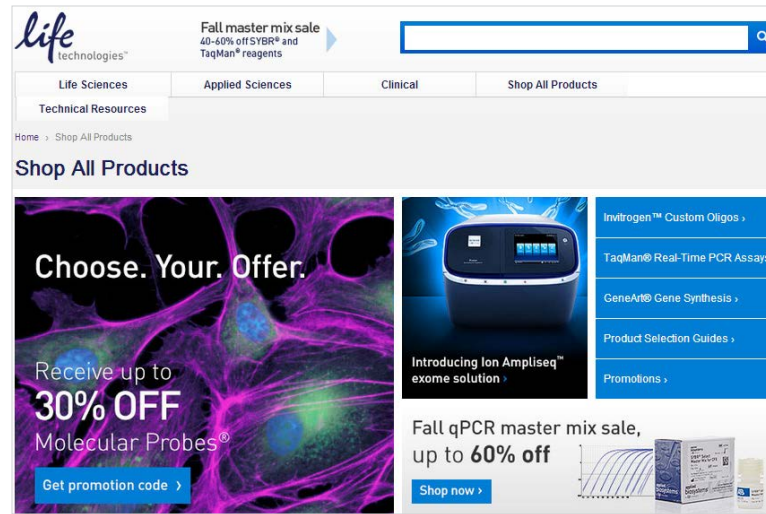 life
technologies™
Fall master mix sale
40-60% off SYBR® and
TaqMan® reagents
Life Sciences
Applied Sciences
Clinical
Shop All Products
Technical Resources
Home › Shop All Products
Shop All Products
Choose. Your. Offer.
Receive up to
30% OFF
Molecular Probes®
Get promotion code ›
Introducing Ion Ampliseq™
exome solution ›
Invitrogen™ Custom Oligos ›
TaqMan® Real-Time PCR Assays
GeneArt® Gene Synthesis ›
Product Selection Guides ›
Promotions ›
Fall qPCR master mix sale,
up to 60% off
Shop now ›
applied
biosystems